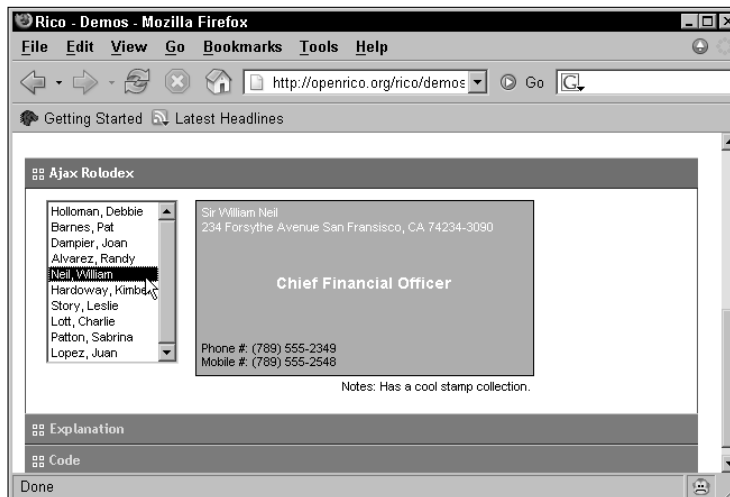 Rico - Demos - Mozilla Firefox
File Edit View Go Bookmarks Tools Help
http://openrico.org/rico/demos Go G
Getting Started Latest Headlines
Ajax Rolodex
Holloman, Debbie
Barnes, Pat
Dampier, Joan
Alvarez, Randy
Neil, William
Hardoway, Kimbe
Story, Leslie
Lott, Charlie
Patton, Sabrina
Lopez, Juan
Sir William Neil
234 Forsythe Avenue San Fransisco, CA 74234-3090
Chief Financial Officer
Phone #: (789) 555-2349
Mobile #: (789) 555-2548
Notes: Has a cool stamp collection.
Explanation
Code
Done